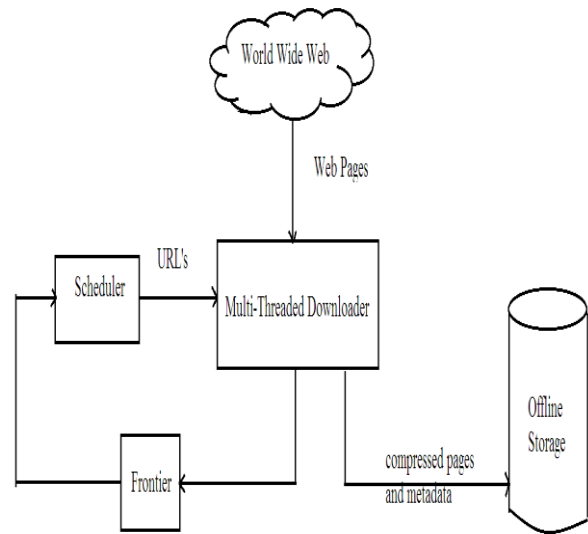 World Wide Web
Web Pages
URL's
Scheduler
Multi-Threaded Downloader
Offline
Storage
compressed pages
and metadata
Frontier